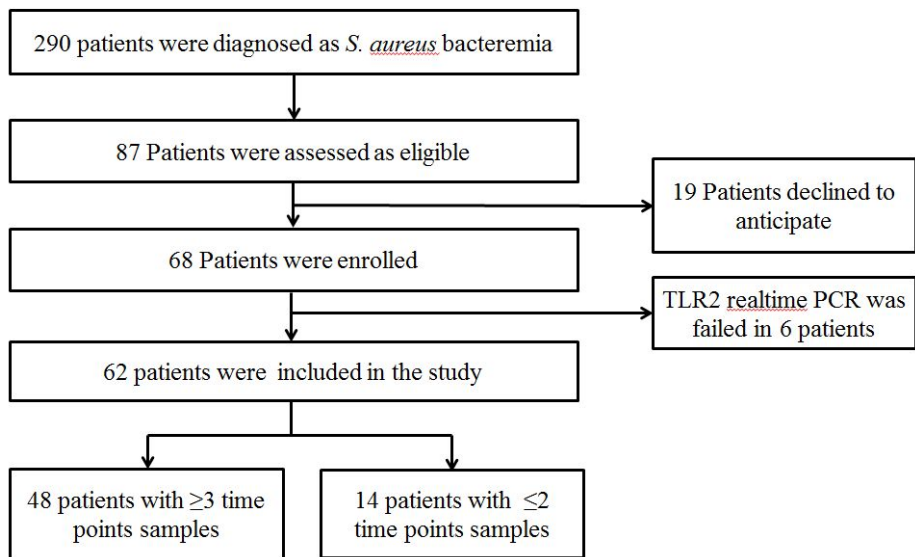 290 patients were diagnosed as S. aureus bacteremia
87 Patients were assessed as eligible
19 Patients declined to
anticipate
68 Patients were enrolled
TLR2 realtime PCR was
failed in 6 patients
62 patients were included in the study
48 patients with ≥3 time
points samples
14 patients with ≤2
time points samples